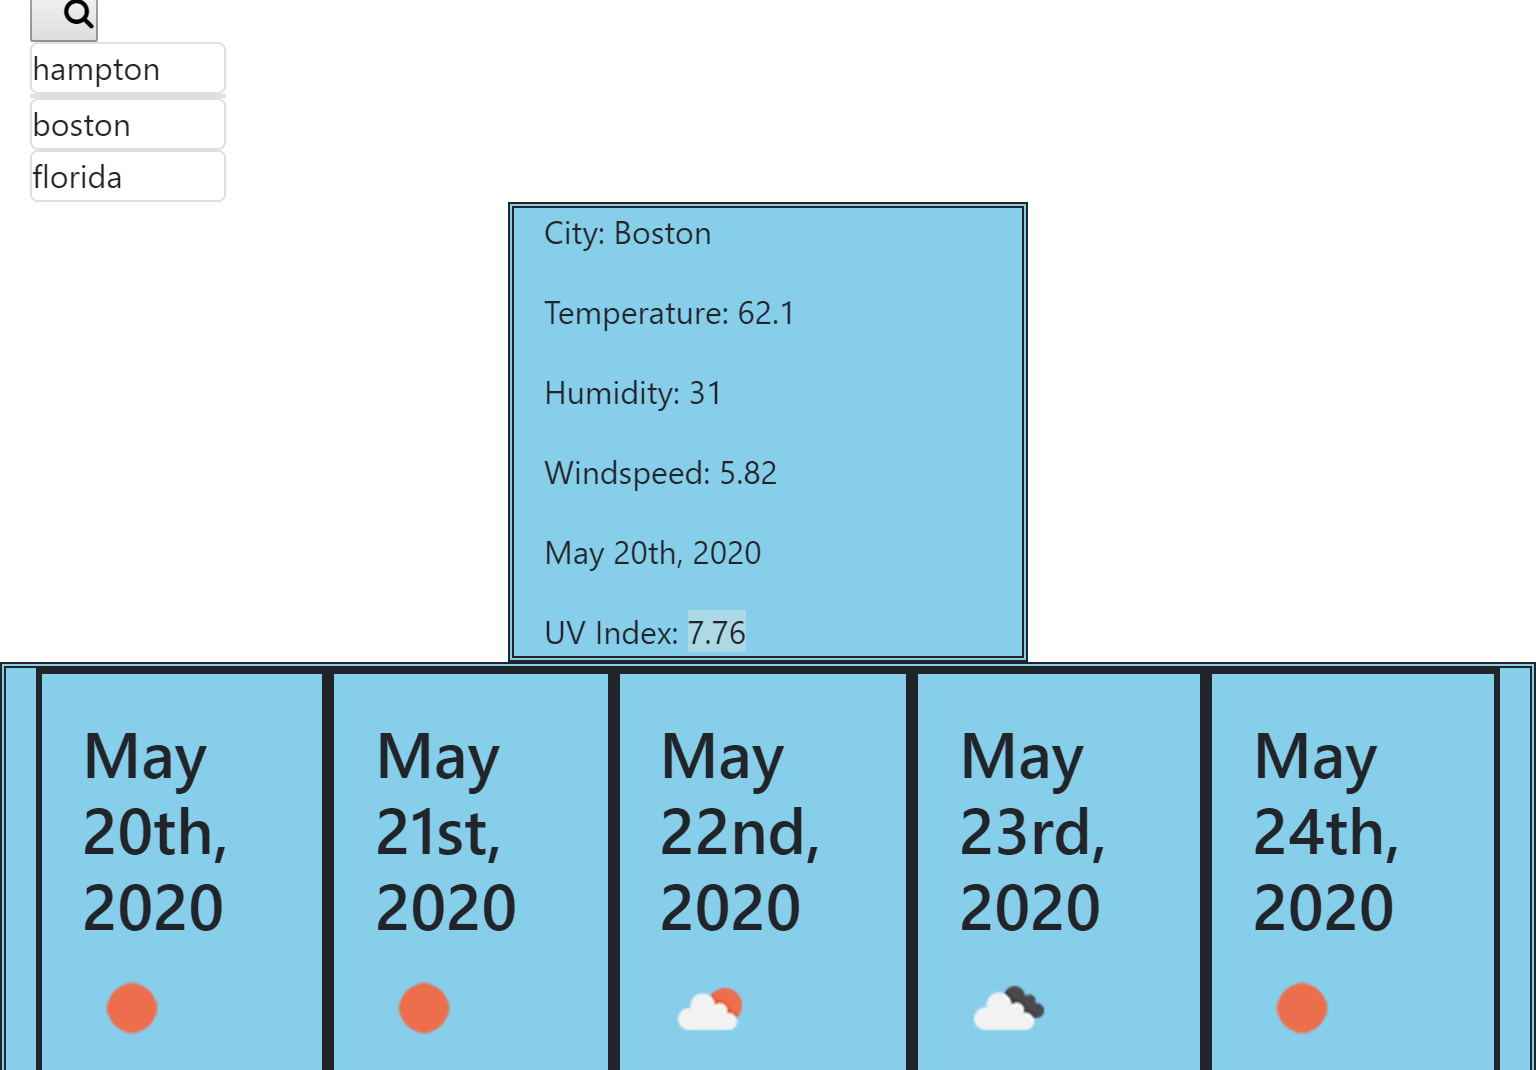 hampton
boston
florida
City: Boston
Temperature: 62.1
Humidity: 31
Windspeed: 5.82
May 20th, 2020
UV Index: 7.76
May
20th,
2020
May
21st,
2020
May
22nd,
2020
May
23rd,
2020
May
24th,
2020